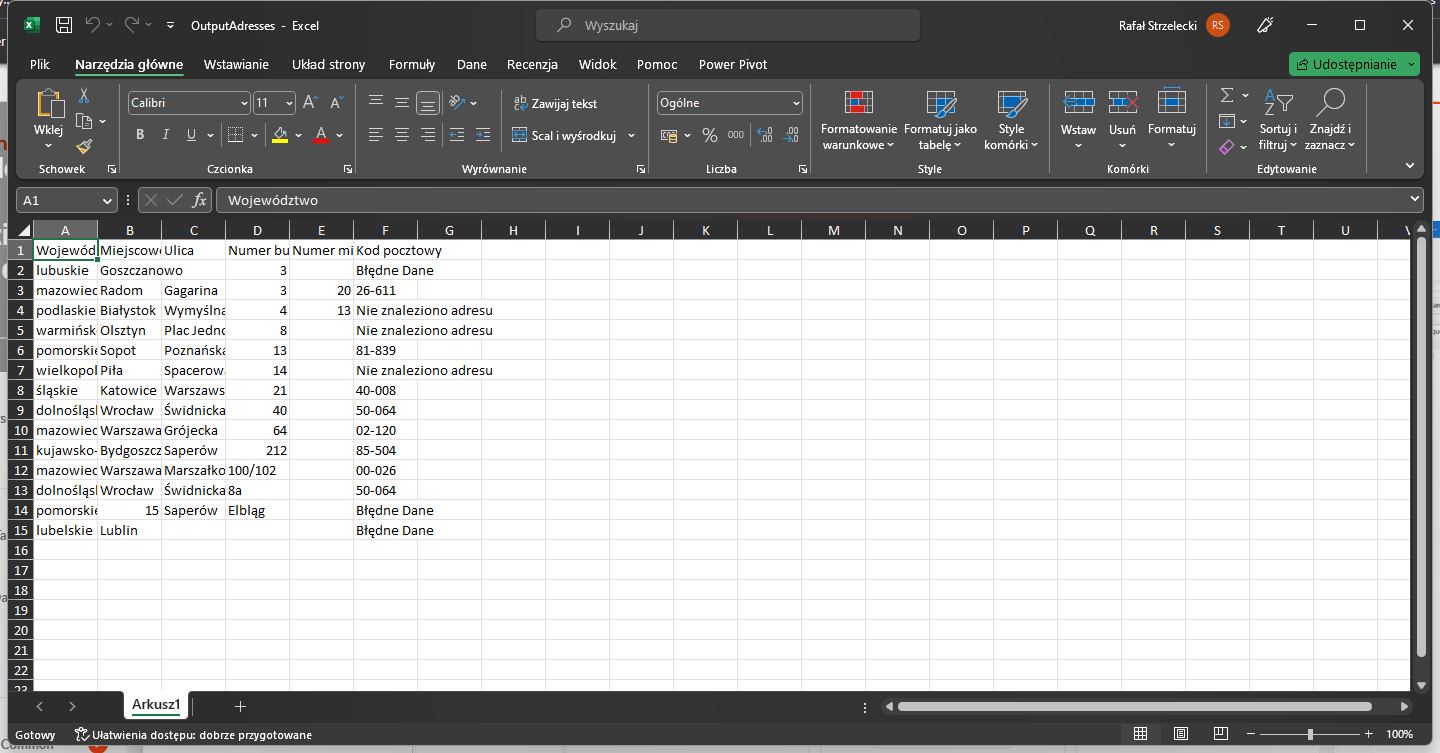 OutputAdresses - Excel
Wyszukaj
Rafał Strzelecki RS
Plik Narzędzia główne Wstawianie Układ strony Formuły Dane Recenzja Widok Pomoc Power Pivot
Udostępnianie
Wklej
Schowek
Calibri 11
B I U
Czcionka
Zawijaj tekst
Scal i wyśrodkuj
Wyrównanie
Ogólne
% 000
Liczba
Formatowanie warunkowe
Formatuj jako tabelę
Style komórki
Style
Wstaw Usuń Formatuj
Komórki
Sortuj i filtruj
Znajdź i zaznacz
Edytowanie
A1 fx Województwo
A B C D E F G H I J K L M N O P Q R S T U V
1 Wojewód Miejscowo Ulica Numer bu Numer mi Kod pocztowy
2 lubuskie Goszczanowo 3 Błędne Dane
3 mazowiec Radom Gagarina 3 20 26-611
4 podlaskie Białystok Wymyślna 4 13 Nie znaleziono adresu
5 warmińsk Olsztyn Plac Jedno 8 Nie znaleziono adresu
6 pomorskie Sopot Poznańska 13 81-839
7 wielkopol Piła Spacerowa 14 Nie znaleziono adresu
8 śląskie Katowice Warszaws 21 40-008
9 dolnośląsk Wrocław Świdnicka 40 50-064
10 mazowiec Warszawa Grójecka 64 02-120
11 kujawsko- Bydgoszcz Saperów 212 85-504
12 mazowiec Warszawa Marszałko 100/102 00-026
13 dolnośląsk Wrocław Świdnicka 8a 50-064
14 pomorskie 15 Saperów Elbląg Błędne Dane
15 lubelskie Lublin Błędne Dane
16
17
18
19
20
21
22
23
Arkusz1
Gotowy Ułatwienia dostępu: dobrze przygotowane 100%